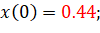 x(0) = 0.44;